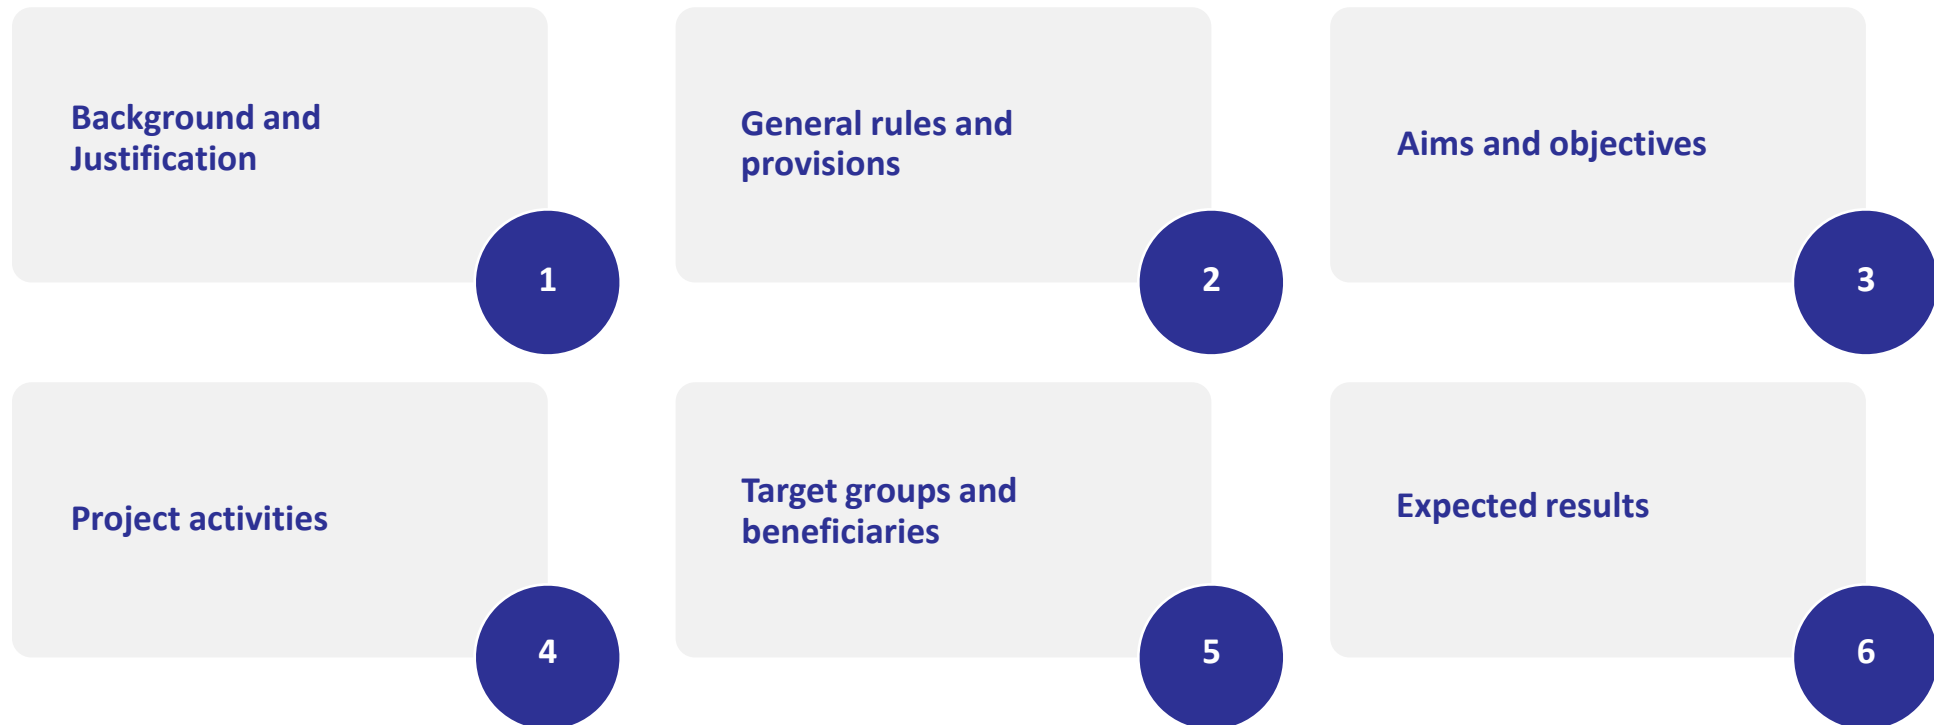 Background and
Justification
1
General rules and
provisions
2
Aims and objectives
3
Project activities
4
Target groups and
beneficiaries
5
Expected results
6